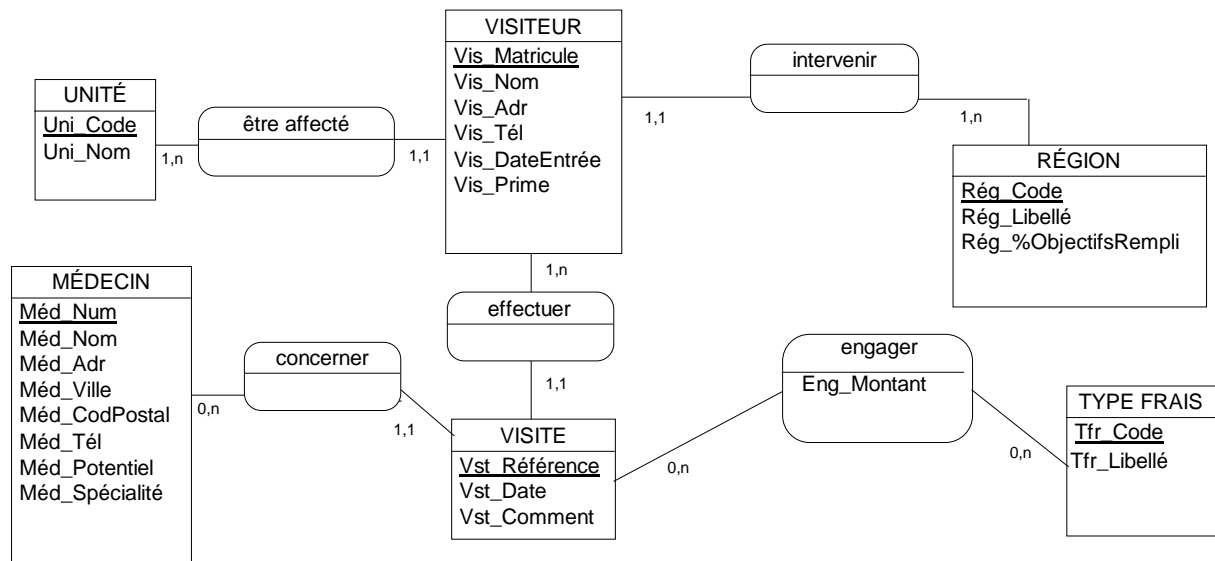 VISITEUR
Vis_Matricule
Vis_Nom
Vis_Adr
Vis_Tél
Vis_DateEntrée
Vis_Prime
intervenir
1,1
1,n
UNITÉ
Uni_Code
Uni_Nom
être affecté
1,n
1,1
RÉGION
Rég_Code
Rég_Libellé
Rég_%ObjectifsRempli
1,n
effectuer
1,1
MÉDECIN
Méd_Num
Méd_Nom
Méd_Adr
Méd_Ville
Méd_CodPostal
Méd_Tél
Méd_Potentiel
Méd_Spécialité
concerner
0,n
1,1
VISITE
Vst_Référence
Vst_Date
Vst_Comment
engager
Eng_Montant
0,n
0,n
TYPE FRAIS
Tfr_Code
Tfr_Libellé